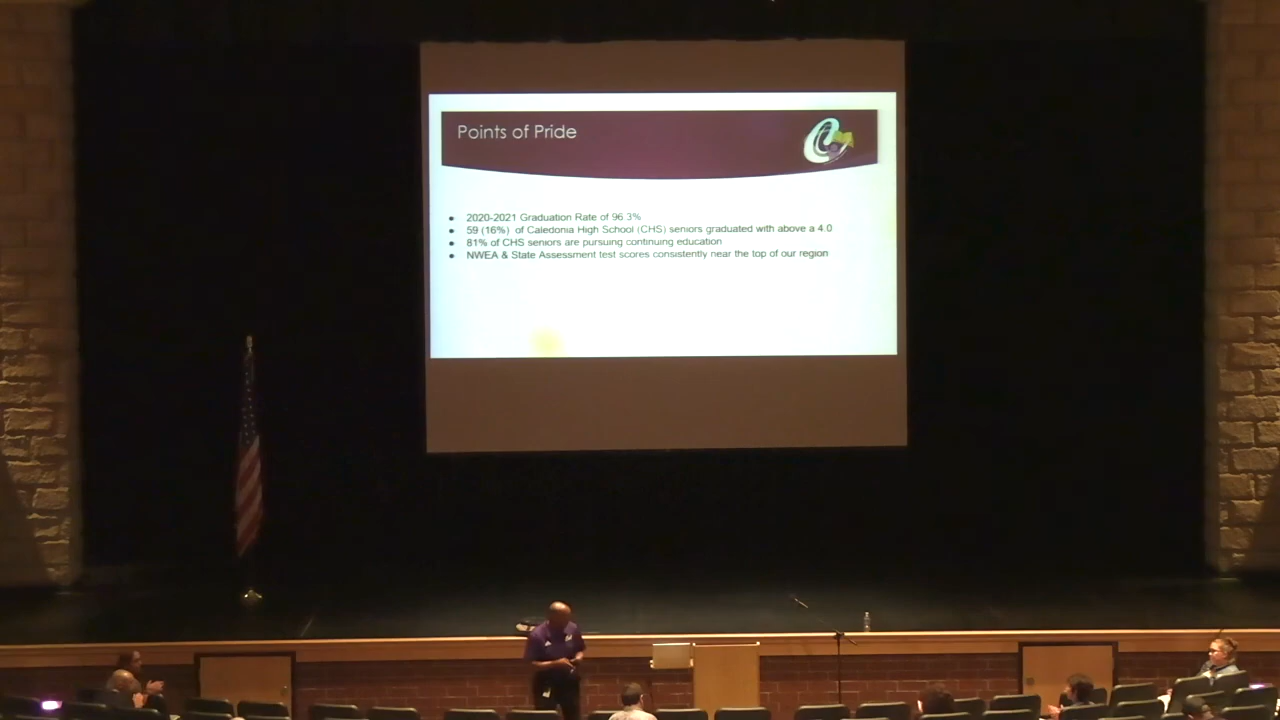 Points of Pride
2020-2021 Graduation Rate of 96.3%
59 (16%) of Caledonia High School (CHS) seniors graduated with above a 4.0
81% of CHS seniors are pursuing continuing education
NWEA & State Assessment test scores consistently near the top of our region